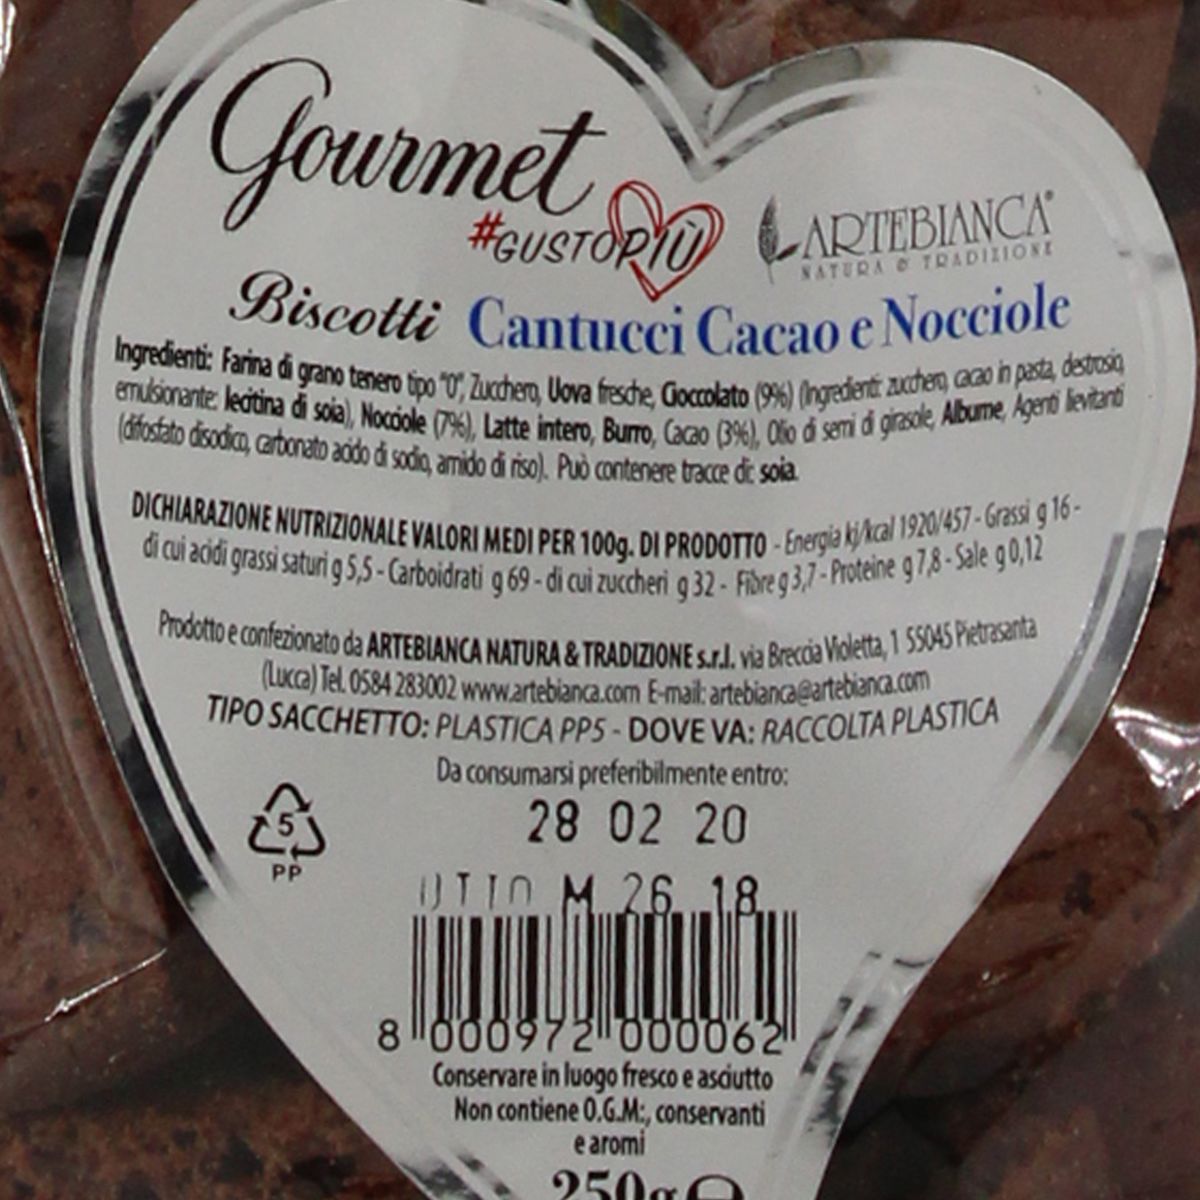 Gourmet
#GUSTOPIÙ
ARTEBIANCA®
NATURA & TRADIZIONE
Biscotti Cantucci Cacao e Nocciole
Ingredienti: Farina di grano tenero tipo "0", Zucchero, Uova fresche, Cioccolato (9%) (Ingredienti: zucchero, cacao in pasta, destrosio,
emulsionante: lecitina di soia), Nocciole (7%), Latte intero, Burro, Cacao (3%), Olio di semi di girasole, Albume, Agenti lievitanti
(difosfato disodico, carbonato acido di sodio, amido di riso). Può contenere tracce di: soia.
DICHIARAZIONE NUTRIZIONALE VALORI MEDI PER 100g. DI PRODOTTO - Energia kj/kcal 1920/457 - Grassi g 16 -
di cui acidi grassi saturi g 5,5 - Carboidrati g 69 - di cui zuccheri g 32 - Fibre g 3,7 - Proteine g 7,8 - Sale g 0,12
Prodotto e confezionato da ARTEBIANCA NATURA & TRADIZIONE s.r.l. via Breccia Violetta, 1 55045 Pietrasanta
(Lucca) Tel. 0584 283002 www.artebianca.com E-mail: artebianca@artebianca.com
TIPO SACCHETTO: PLASTICA PP5 - DOVE VA: RACCOLTA PLASTICA
Da consumarsi preferibilmente entro:
28 02 20
5
PP
M 26 18
8 000972 000062
Conservare in luogo fresco e asciutto
Non contiene O.G.M:, conservanti
e aromi
250g ℮